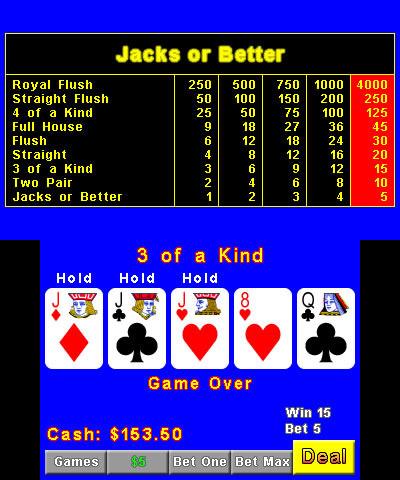 Jacks or Better
Royal Flush 250 500 750 1000 4000
Straight Flush 50 100 150 200 250
4 of a Kind 25 50 75 100 125
Full House 9 18 27 36 45
Flush 6 12 18 24 30
Straight 4 8 12 16 20
3 of a Kind 3 6 9 12 15
Two Pair 2 4 6 8 10
Jacks or Better 1 2 3 4 5
3 of a Kind
Hold Hold Hold
J J J 8 Q
Game Over
Win 15
Cash: $153.50 Bet 5
Games $5 Bet One Bet Max Deal